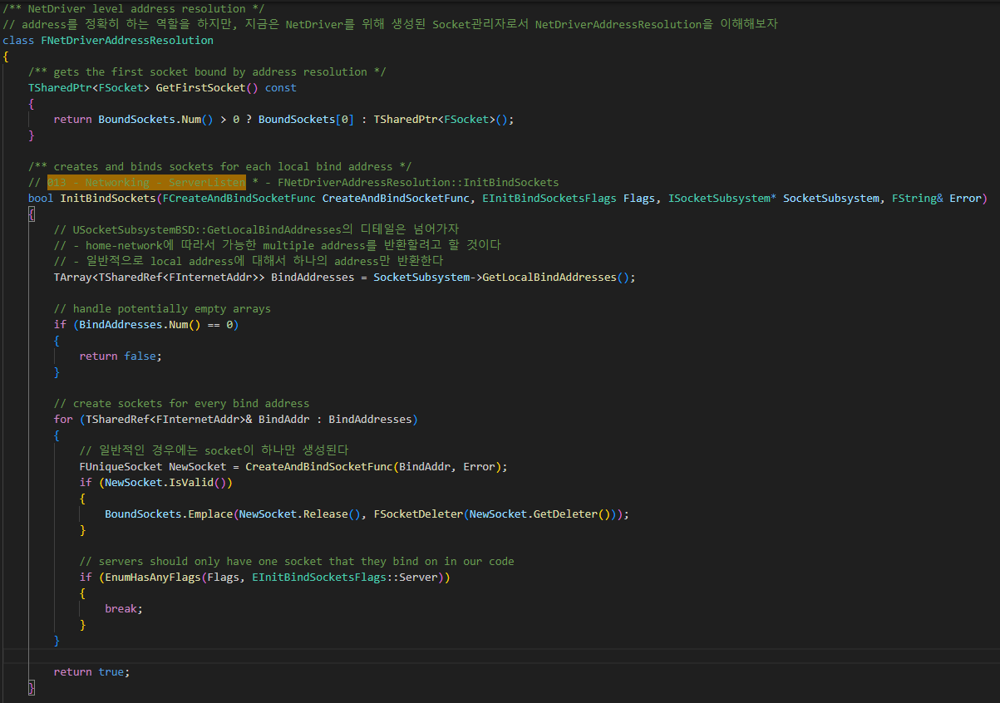 /** NetDriver level address resolution */
// address를 정확히 하는 역할을 하지만, 지금은 NetDriver를 위해 생성된 Socket관리자로서 NetDriverAddressResolution을 이해해보자
class FNetDriverAddressResolution
{
    /** gets the first socket bound by address resolution */
    TSharedPtr<FSocket> GetFirstSocket() const
    {
        return BoundSockets.Num() > 0 ? BoundSockets[0] : TSharedPtr<FSocket>();
    }

    /** creates and binds sockets for each local bind address */
    // 013 - Networking - ServerListen * - FNetDriverAddressResolution::InitBindSockets
    bool InitBindSockets(FCreateAndBindSocketFunc CreateAndBindSocketFunc, EInitBindSocketsFlags Flags, ISocketSubsystem* SocketSubsystem, FString& Error)
    {
        // USocketSubsystemBSD::GetLocalBindAddresses의 디테일은 넘어가자
        // - home-network에 따라서 가능한 multiple address를 반환할려고 할 것이다
        // - 일반적으로 local address에 대해서 하나의 address만 반환한다
        TArray<TSharedRef<FInternetAddr>> BindAddresses = SocketSubsystem->GetLocalBindAddresses();

        // handle potentially empty arrays
        if (BindAddresses.Num() == 0)
        {
            return false;
        }

        // create sockets for every bind address
        for (TSharedRef<FInternetAddr>& BindAddr : BindAddresses)
        {
            // 일반적인 경우에는 socket이 하나만 생성된다
            FUniqueSocket NewSocket = CreateAndBindSocketFunc(BindAddr, Error);
            if (NewSocket.IsValid())
            {
                BoundSockets.Emplace(NewSocket.Release(), FSocketDeleter(NewSocket.GetDeleter()));
            }

            // servers should only have one socket that they bind on in our code
            if (EnumHasAnyFlags(Flags, EInitBindSocketsFlags::Server))
            {
                break;
            }
        }

        return true;
    }